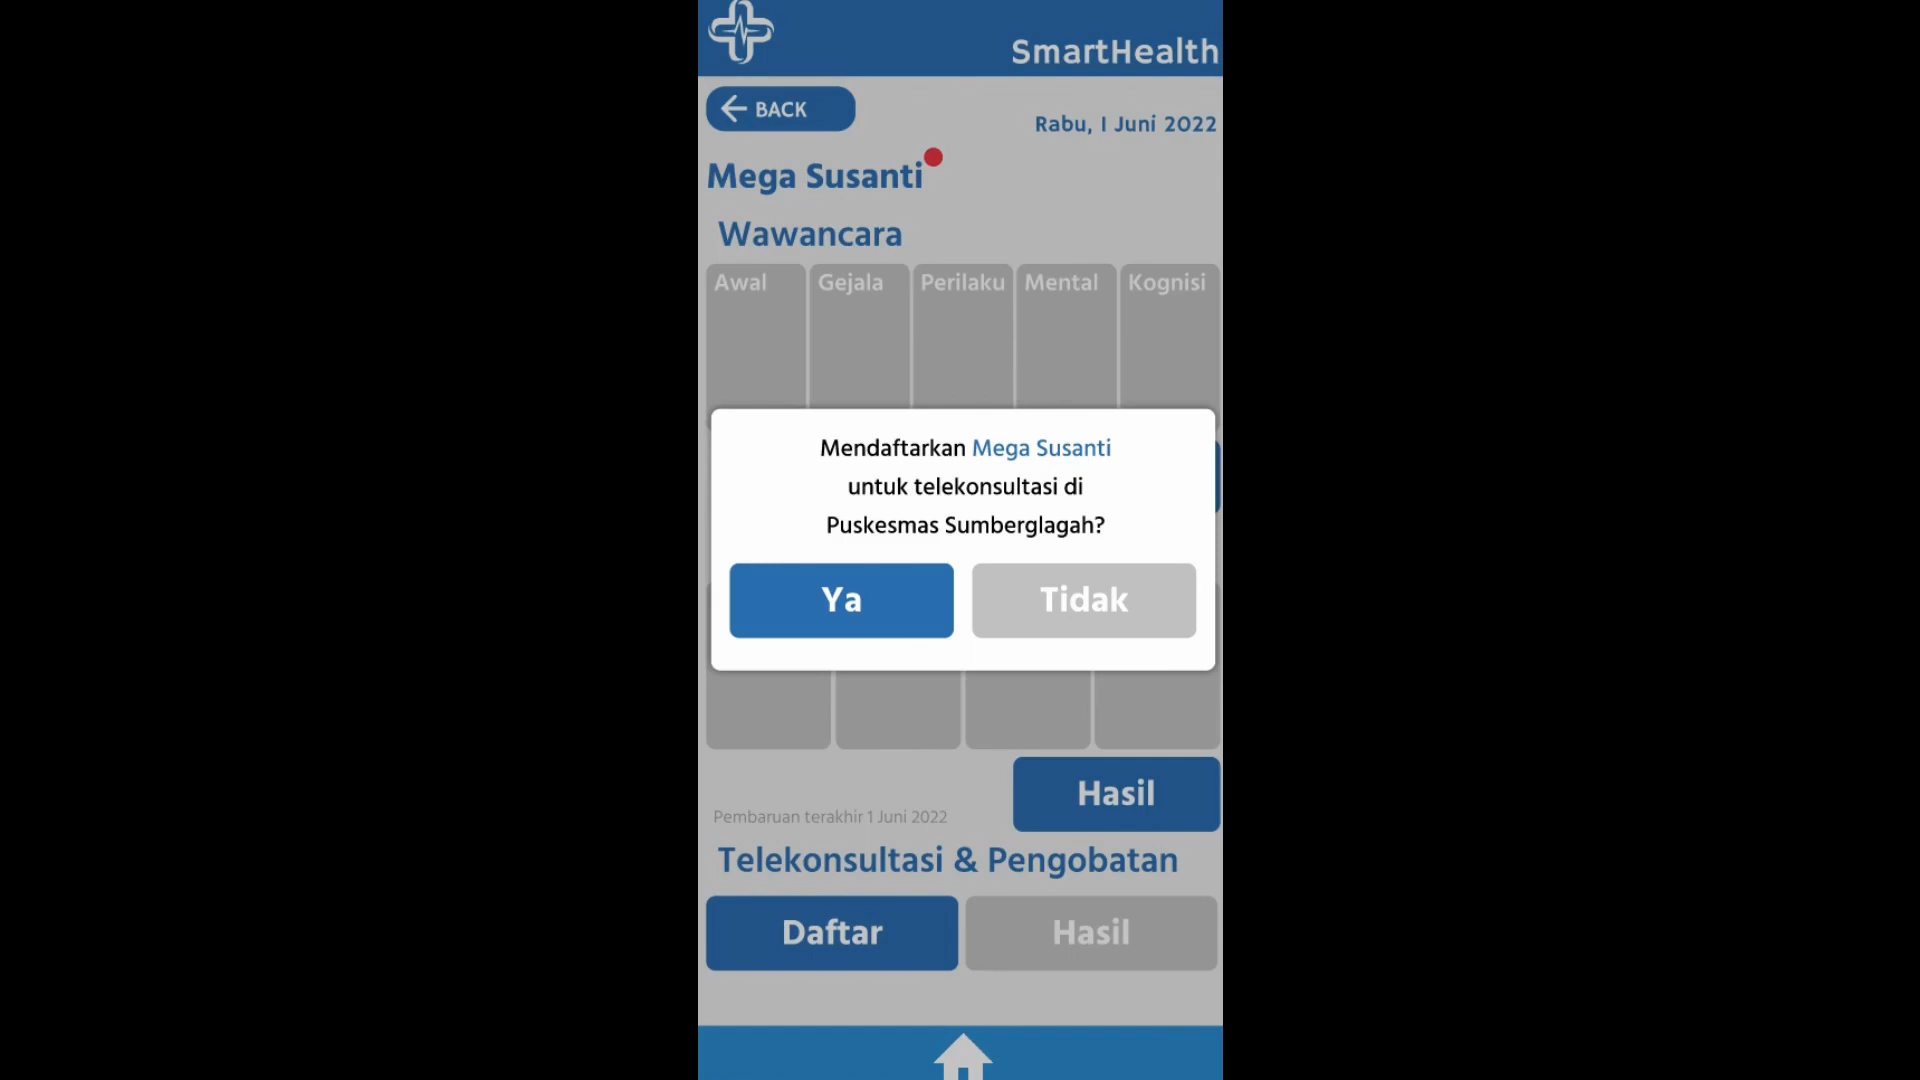 SmartHealth
BACK
Rabu, 1 Juni 2022
Mega Susanti
Wawancara
Awal
Gejala
Perilaku
Mental
Kognisi
Mendaftarkan Mega Susanti
untuk telekonsultasi di
Puskesmas Sumberglagah?
Ya
Tidak
Hasil
Pembaruan terakhir 1 Juni 2022
Telekonsultasi & Pengobatan
Daftar
Hasil